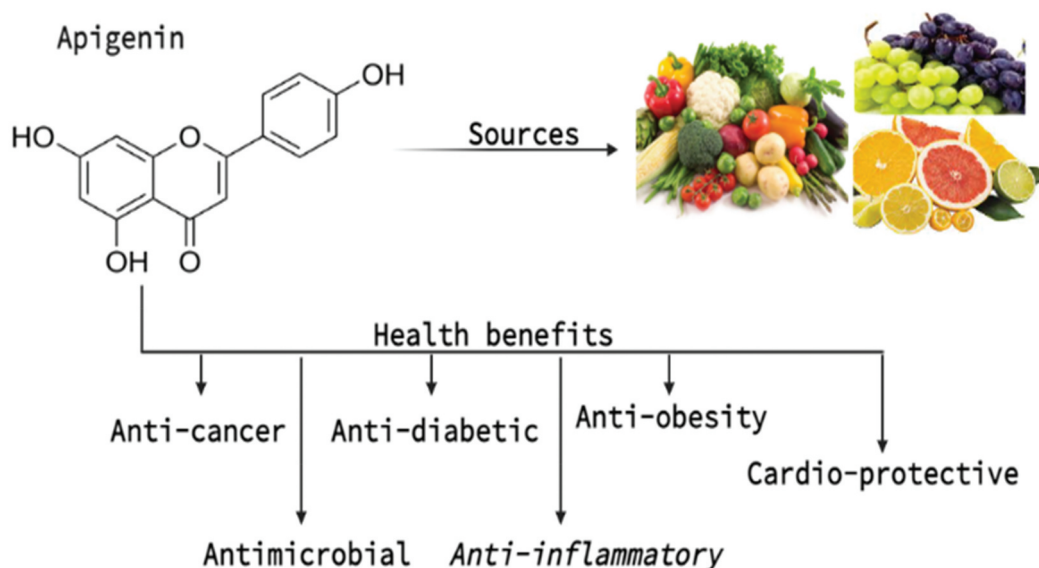 Apigenin
OH
HO
O
OH
O
Sources
Health benefits
Anti-cancer
Anti-diabetic
Anti-obesity
Cardio-protective
Antimicrobial
Anti-inflammatory